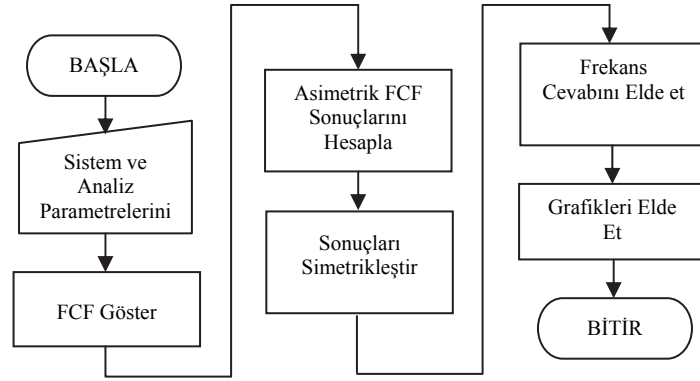 BAŞLA
Sistem ve
Analiz
Parametrelerini
FCF Göster
Asimetrik FCF
Sonuçlarını
Hesapla
Sonuçları
Simetrikleştir
Frekans
Cevabını Elde et
Grafikleri Elde
Et
BİTİR